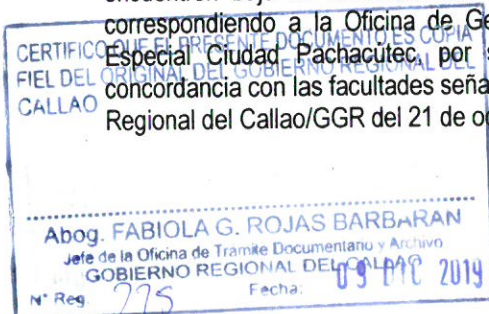 correspondiendo a la Oficina de Ge
CERTIFICO QUE EL PRESENTE DOCUMENTO ES COPIA
Especial Ciudad Pachacútec, por s
FIEL DEL ORIGINAL DEL GOBIERNO REGIONAL DEL
CALLAO
concordancia con las facultades seña
Regional del Callao/GGR del 21 de o
Abog. FABIOLA G. ROJAS BARBARAN
Jefe de la Oficina de Tramite Documentario y Archivo
GOBIERNO REGIONAL DEL CALLAO
N° Reg. 775 Fecha: 09 DIC 2019